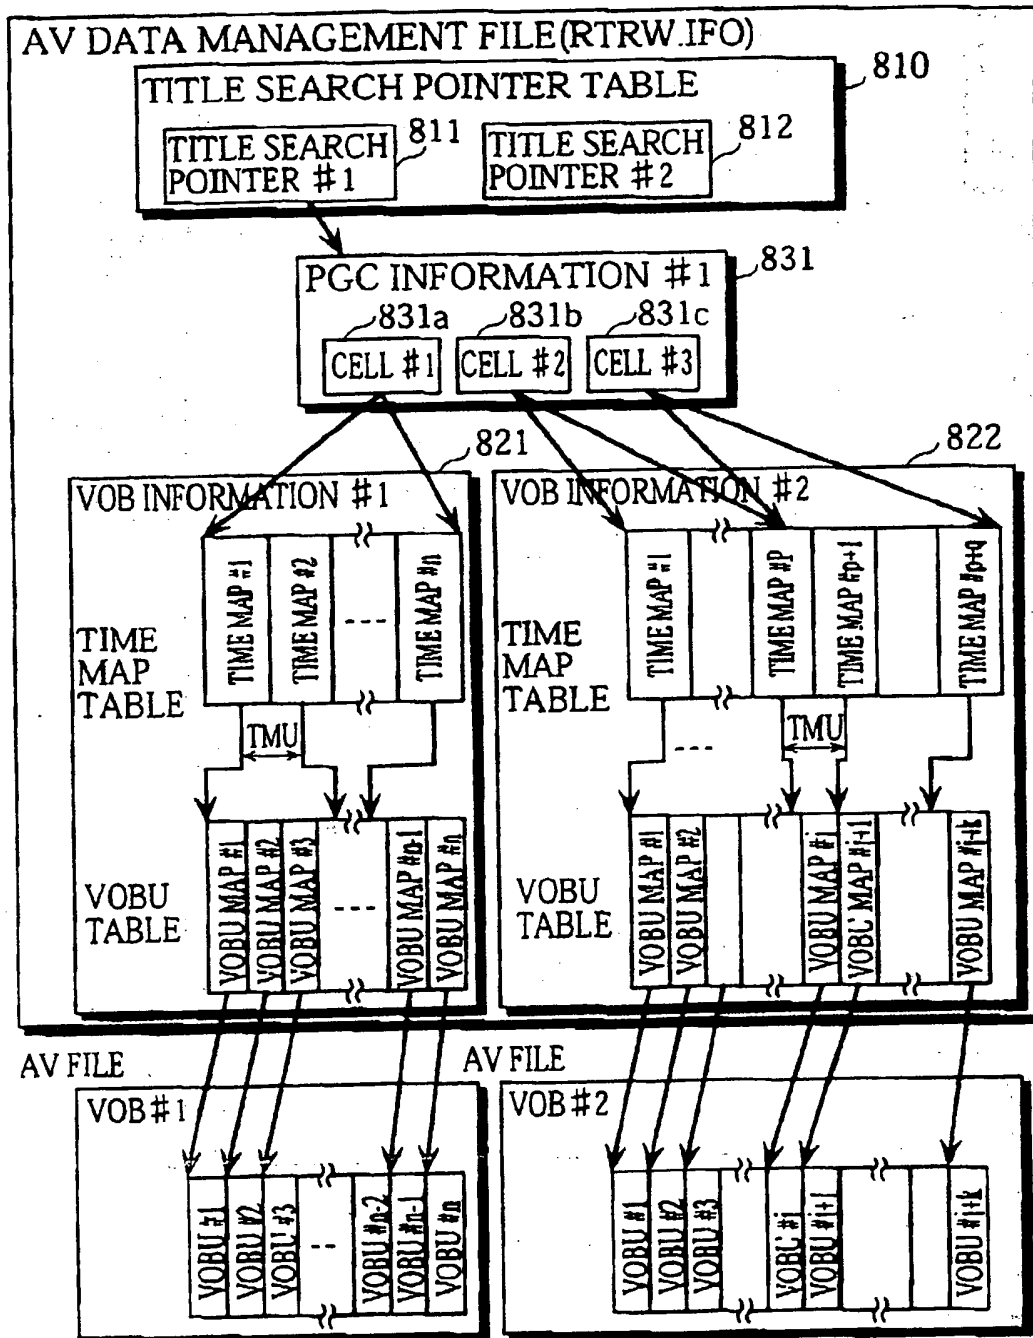 AV DATA MANAGEMENT FILE(RTRW.IFO)
TITLE SEARCH POINTER TABLE
810
TITLE SEARCH
POINTER #1
811
TITLE SEARCH
POINTER #2
812
PGC INFORMATION #1
831
831a
831b
831c
CELL #1
CELL #2
CELL #3
821
VOB INFORMATION #1
TIME
MAP
TABLE
TIME MAP #1
TIME MAP #2
----
TIME MAP #n
TMU
VOBU
TABLE
VOBU MAP #1
VOBU MAP #2
VOBU MAP #3
----
VOBU MAP #n-1
VOBU MAP #n
822
VOB INFORMATION #2
TIME
MAP
TABLE
TIME MAP #1
TIME MAP #P
TIME MAP #p+1
TIME MAP #p+q
---
TMU
VOBU
TABLE
VOBU MAP #1
VOBU MAP #2
VOBU MAP #j
VOBU MAP #j+1
VOBU MAP #j+k
AV FILE
VOB #1
VOBU #1
VOBU #2
VOBU #3
--
VOBU #n-2
VOBU #n-1
VOBU #n
AV FILE
VOB #2
VOBU #1
VOBU #2
VOBU #3
VOBU #j
VOBU #j+1
VOBU #j+k